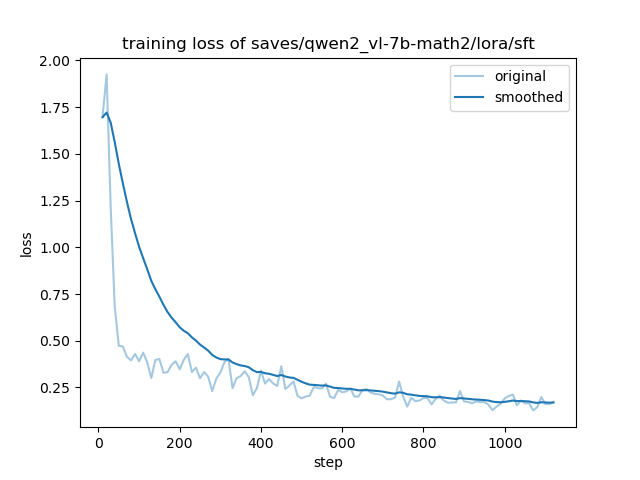 training loss of saves/qwen2_vl-7b-math2/lora/sft
original
smoothed
2.00
1.75
1.50
1.25
1.00
0.75
0.50
0.25
loss
0 200 400 600 800 1000
step